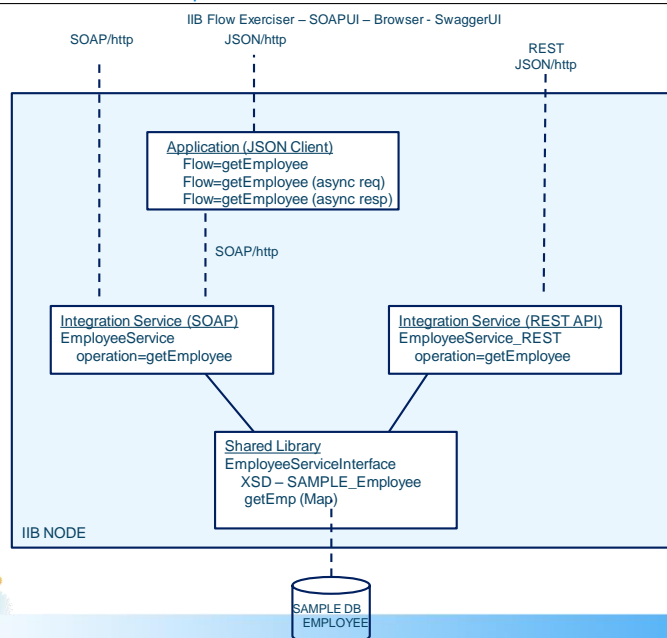 IIB Flow Exerciser – SOAPUI – Browser - SwaggerUI
SOAP/http
JSON/http
REST
JSON/http
Application (JSON Client)
Flow=getEmployee
Flow=getEmployee (async req)
Flow=getEmployee (async resp)
SOAP/http
Integration Service (SOAP)
EmployeeService
operation=getEmployee
Integration Service (REST API)
EmployeeService_REST
operation=getEmployee
Shared Library
EmployeeServiceInterface
XSD – SAMPLE_Employee
getEmp (Map)
IIB NODE
SAMPLE DB
EMPLOYEE